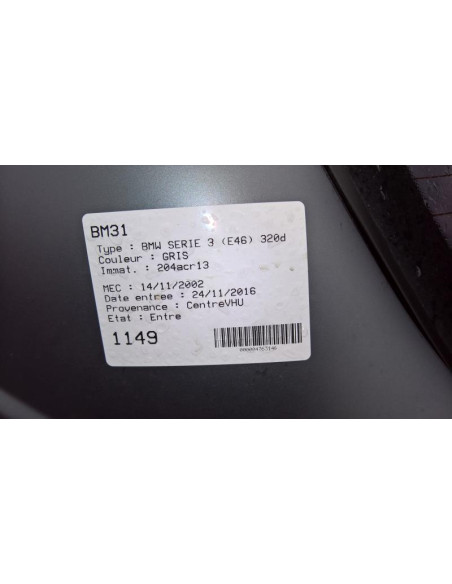 BM31
Type : BMW SERIE 3 (E46) 320d
Couleur : GRIS
Immat. : 204acr13
MEC : 14/11/2002
Date entree : 24/11/2016
Provenance : CentreVHU
Etat : Entre
1149